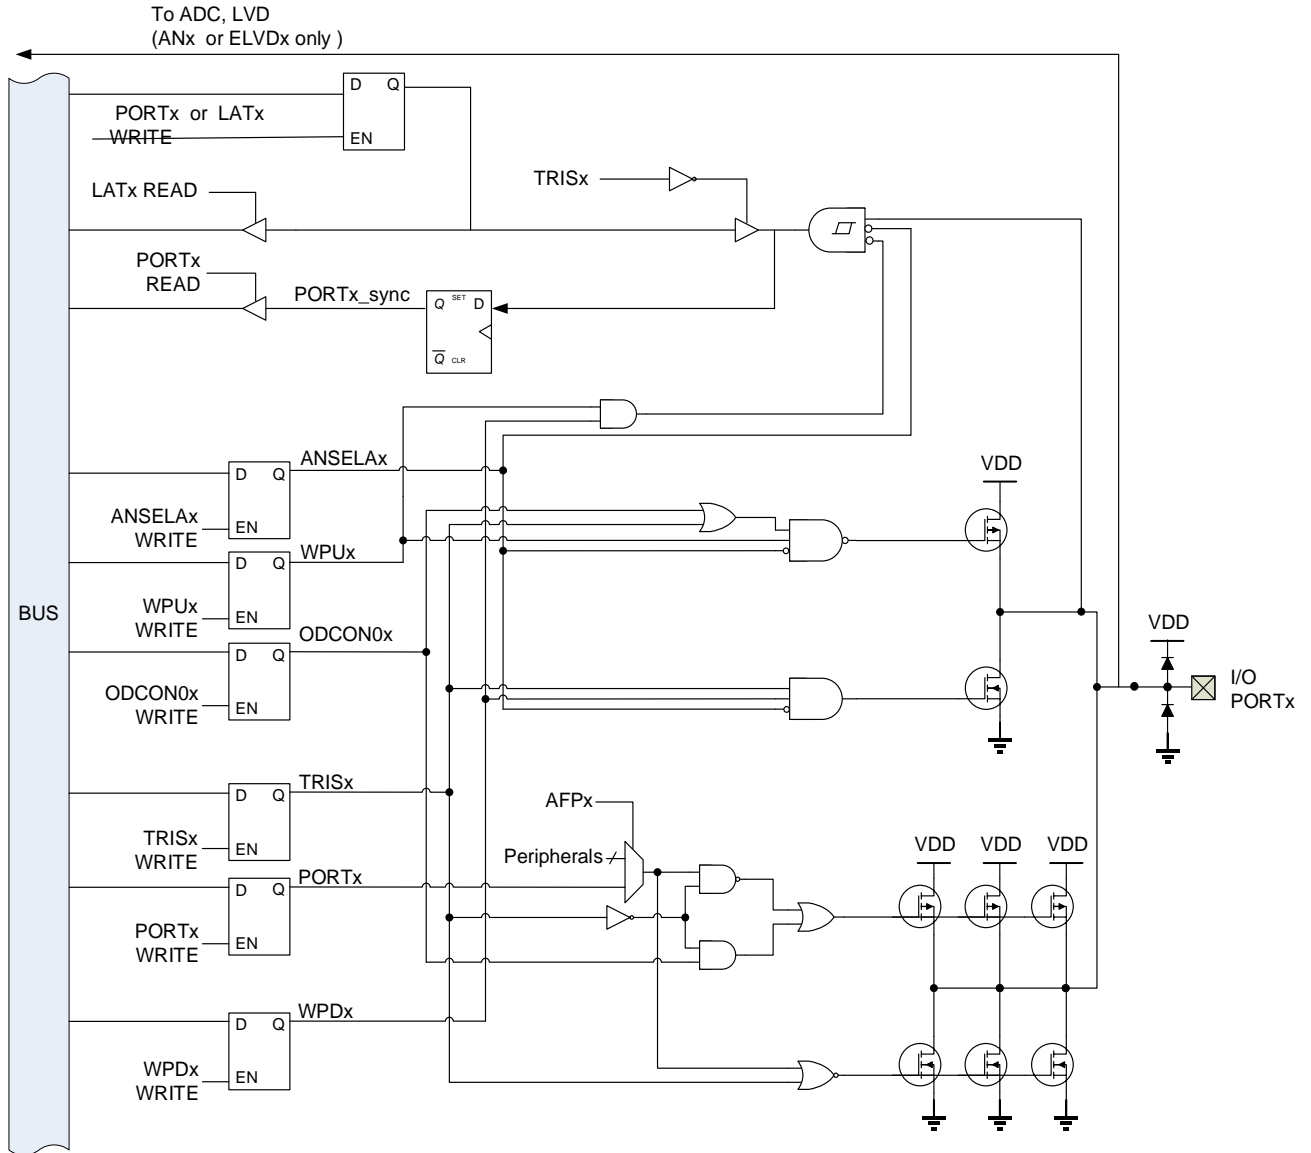 To ADC, LVD
(ANx or ELVDx only )
D Q
PORTx or LATx
WRITE
EN
LATx READ
TRISx
PORTx
READ
PORTx_sync
Q SET D
Q CLR
ANSELAx
D Q
VDD
ANSELAx
WRITE
EN
WPUx
D Q
WPUx
WRITE
EN
BUS
ODCON0x
D Q
VDD
ODCON0x
WRITE
EN
I/O
PORTx
TRISx
D Q
AFPx
TRISx
WRITE
EN
Peripherals
VDD VDD VDD
PORTx
D Q
PORTx
WRITE
EN
WPDx
D Q
WPDx
WRITE
EN